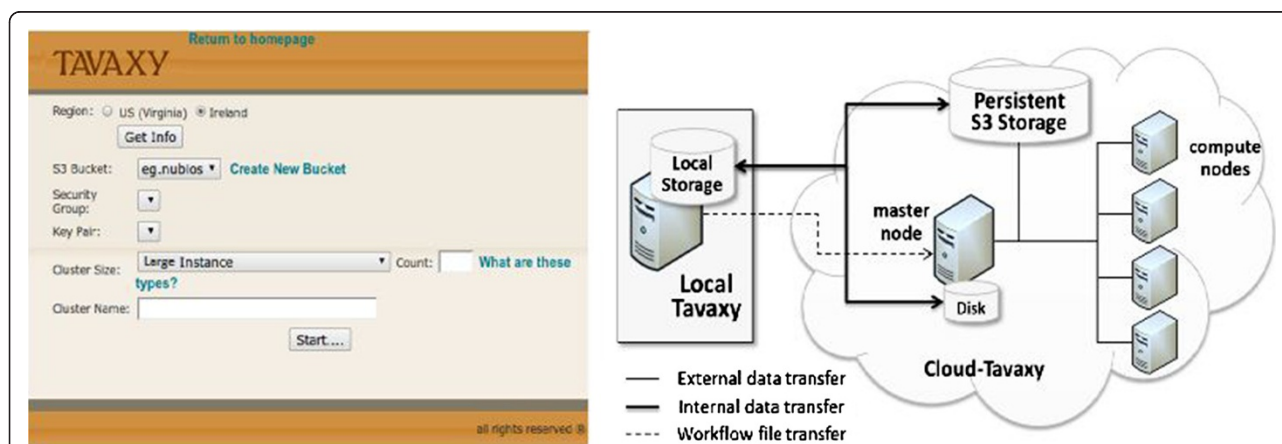 Return to homepage
TAVAXY
Region: US (Virginia) Ireland
Get Info
S3 Bucket: eg.nubios Create New Bucket
Security Group:
Key Pair:
Cluster Size: Large Instance Count: What are these types?
Cluster Name:
Start....
all rights reserved ®
Persistent
S3 Storage
compute
nodes
Local
Storage
master
node
Local
Tavaxy
Disk
Cloud-Tavaxy
External data transfer
Internal data transfer
Workflow file transfer